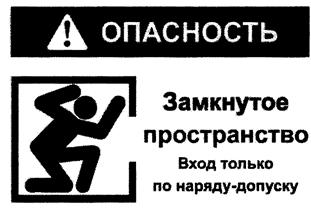 ОПАСНОСТЬ
Замкнутое
пространство
Вход только
по наряду-допуску